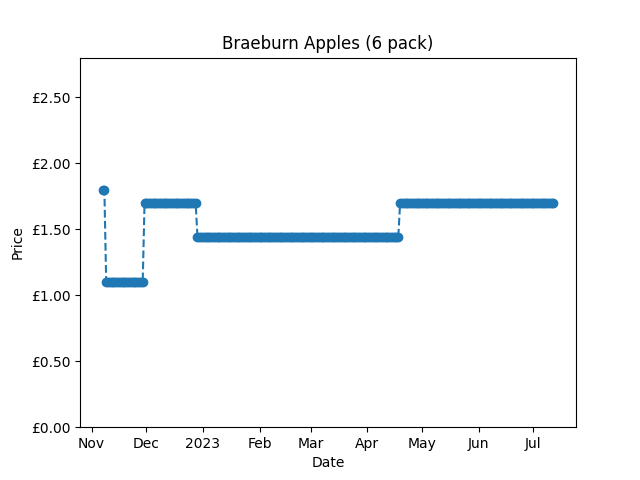 Braeburn Apples (6 pack)
£2.50
£2.00
£1.50
£1.00
£0.50
£0.00
Price
Nov Dec 2023 Feb Mar Apr May Jun Jul
Date